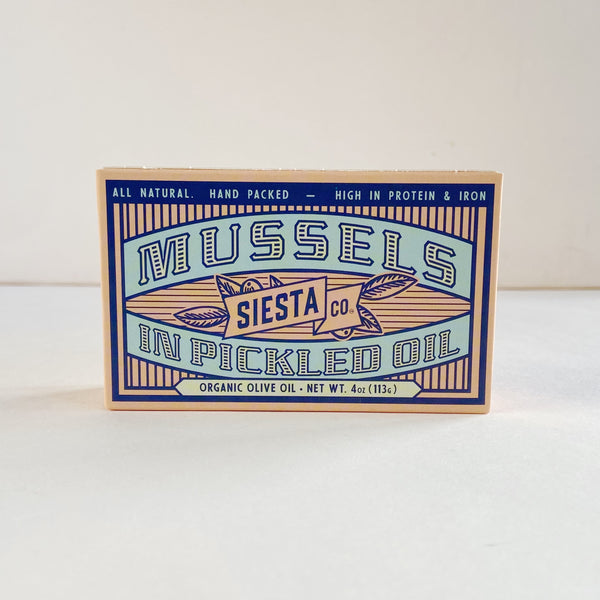 ALL NATURAL. HAND PACKED — HIGH IN PROTEIN & IRON
MUSSELS
SIESTA CO.
IN PICKLED OIL
ORGANIC OLIVE OIL • NET WT. 4oz (113G)